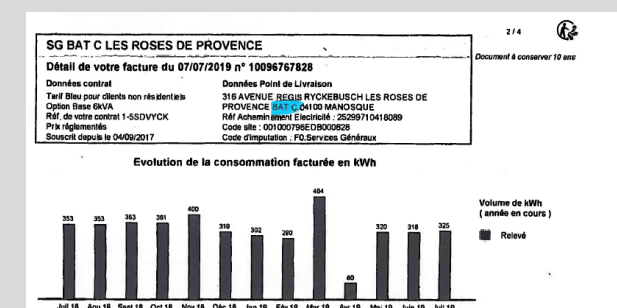 2 / 4
Document à conserver 10 ans
SG BAT C LES ROSES DE PROVENCE
Détail de votre facture du 07/07/2019 n° 10096767828
Données contrat
Tarif Bleu pour clients non résidentiels
Option Base 6kVA
Réf. de votre contrat 1-5SDVYCK
Prix réglementés
Souscrit depuis le 04/09/2017
Données Point de Livraison
316 AVENUE REGIS RYCKEBUSCH LES ROSES DE
PROVENCE BAT C 04100 MANOSQUE
Réf Acheminement Electricité : 25299710418089
Code site : 001000796EDB000628
Code d'imputation : F0.Services Généraux
Evolution de la consommation facturée en kWh
353 353 363 361 400 319 302 290 484 80 320 318 325
Volume de kWh
( année en cours )
Relevé
Juil 18 Aou 18 Sept 18 Oct 18 Nov 18 Déc 18 Jan 19 Fév 19 Mar 19 Avr 19 Mai 19 Juin 19 Juil 19